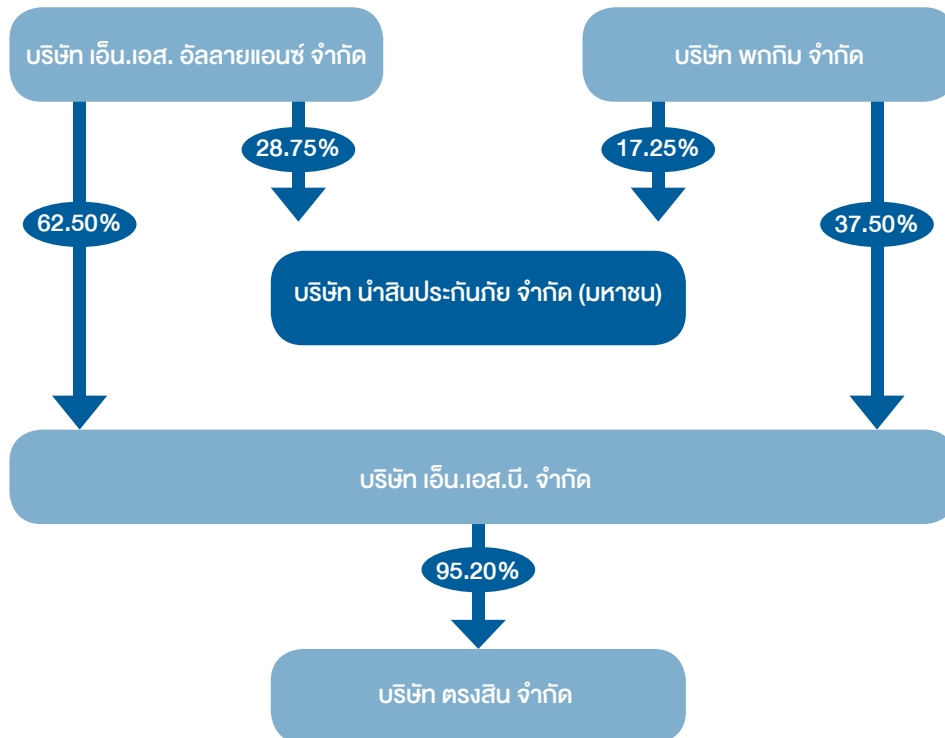 บริษัท เอ็น.เอส. อัลลายแอนซ์ จำกัด
บริษัท พกกิม จำกัด
28.75%
17.25%
62.50%
37.50%
บริษัท นำสินประกันภัย จำกัด (มหาชน)
บริษัท เอ็น.เอส.บี. จำกัด
95.20%
บริษัท ตรงสิน จำกัด